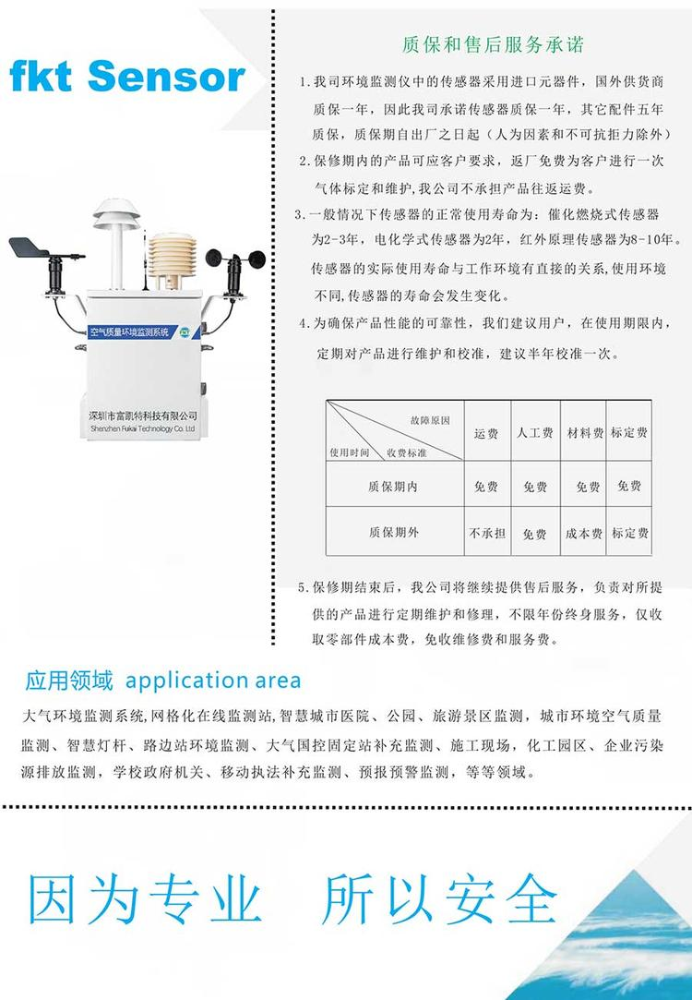 fkt Sensor
空气质量环境监测系统
深圳市富凯特科技有限公司
Shenzhen Fukai Technology Co. Ltd
质保和售后服务承诺
1.我司环境监测仪中的传感器采用进口元器件，国外供货商
质保一年，因此我司承诺传感器质保一年，其它配件五年
质保，质保期自出厂之日起（人为因素和不可抗拒力除外）
2.保修期内的产品可应客户要求，返厂免费为客户进行一次
气体标定和维护,我公司不承担产品往返运费。
3.一般情况下传感器的正常使用寿命为：催化燃烧式传感器
为2-3年，电化学式传感器为2年，红外原理传感器为8-10年。
传感器的实际使用寿命与工作环境有直接的关系,使用环境
不同,传感器的寿命会发生变化。
4.为确保产品性能的可靠性，我们建议用户，在使用期限内，
定期对产品进行维护和校准，建议半年校准一次。
故障原因
使用时间 收费标准 运费 人工费 材料费 标定费
质保期内 免费 免费 免费 免费
质保期外 不承担 免费 成本费 标定费
5.保修期结束后，我公司将继续提供售后服务，负责对所提
供的产品进行定期维护和修理，不限年份终身服务，仅收
取零部件成本费，免收维修费和服务费。
应用领域 application area
大气环境监测系统,网格化在线监测站,智慧城市医院、公园、旅游景区监测，城市环境空气质量
监测、智慧灯杆、路边站环境监测、大气国控固定站补充监测、施工现场，化工园区、企业污染
源排放监测，学校政府机关、移动执法补充监测、预报预警监测，等等领域。
因为专业 所以安全